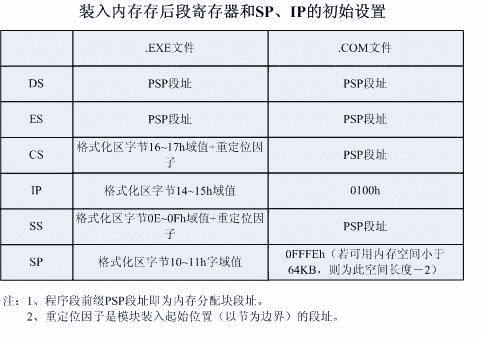 装入内存存后段寄存器和SP、IP的初始设置
.EXE文件 .COM文件
DS PSP段址 PSP段址
ES PSP段址 PSP段址
CS 格式化区字节16~17h域值+重定位因子 PSP段址
IP 格式化区字节14~15h域值 0100h
SS 格式化区字节0E~0Fh域值+重定位因子 PSP段址
SP 格式化区字节10~11h字域值 0FFFEh（若可用内存空间小于64KB，则为此空间长度－2）
注：1、程序段前缀PSP段址即为内存分配块段址。
2、重定位因子是模块装入起始位置（以节为边界）的段址。